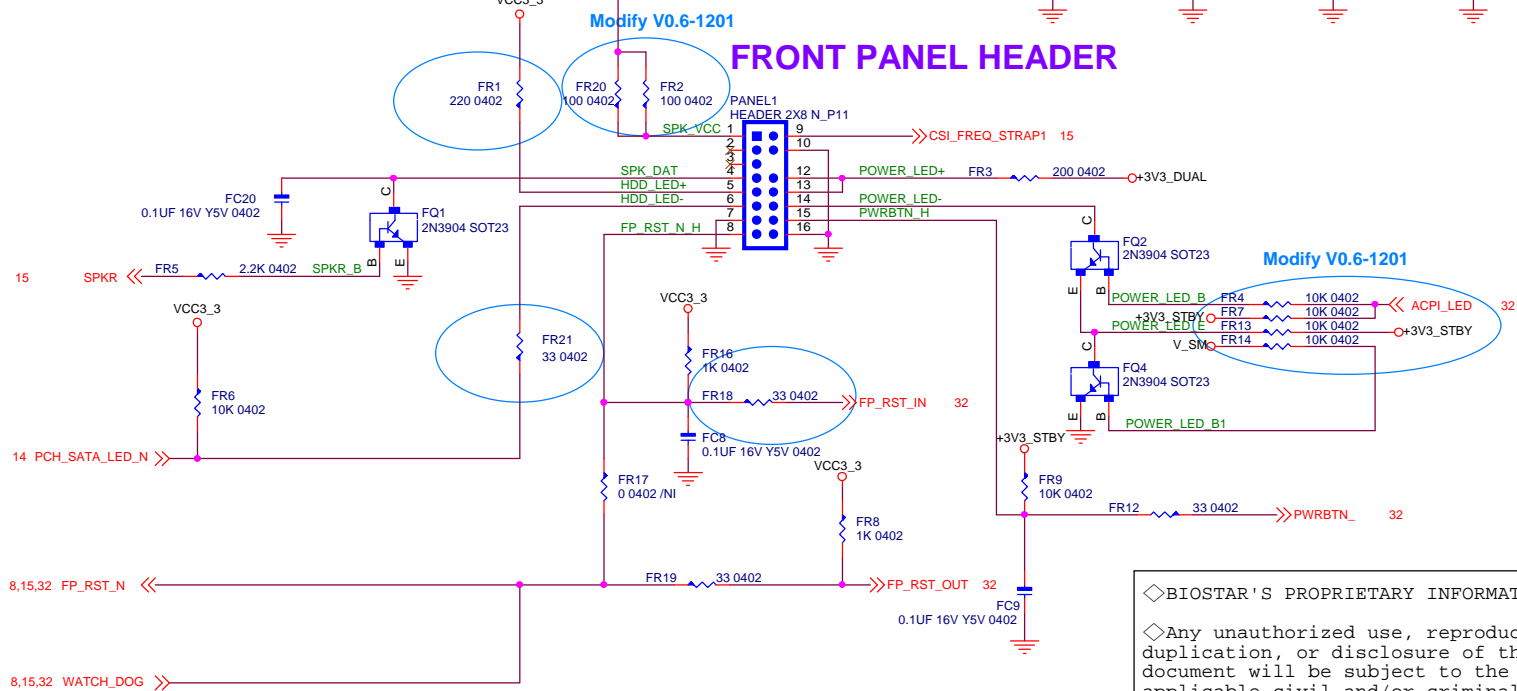 VCC3_3
Modify V0.6-1201
FRONT PANEL HEADER
FR1
220 0402
FR20
100 0402
FR2
100 0402
PANEL1
HEADER 2X8 N_P11
SPK_VCC
1
2
3
4
5
6
7
8
9
10
12
13
14
15
16
CSI_FREQ_STRAP1 15
SPK_DAT
HDD_LED+
HDD_LED-
FP_RST_N_H
POWER_LED+
FR3
200 0402
+3V3_DUAL
POWER_LED-
PWRBTN_H
FC20
0.1UF 16V Y5V 0402
C
FQ1
2N3904 SOT23
B
E
15 SPKR
FR5
2.2K 0402
SPKR_B
C
FQ2
2N3904 SOT23
E
B
Modify V0.6-1201
POWER_LED_B
FR4
10K 0402
ACPI_LED 32
+3V3_STBY
FR7
10K 0402
POWER_LED_E
FR13
10K 0402
+3V3_STBY
V_SM
FR14
10K 0402
C
FQ4
2N3904 SOT23
E
B
POWER_LED_B1
VCC3_3
FR6
10K 0402
FR21
33 0402
VCC3_3
FR16
1K 0402
FR18
33 0402
FP_RST_IN 32
FC8
0.1UF 16V Y5V 0402
14 PCH_SATA_LED_N
FR17
0 0402 /NI
VCC3_3
FR8
1K 0402
+3V3_STBY
FR9
10K 0402
FR12
33 0402
PWRBTN_ 32
8,15,32 FP_RST_N
FR19
33 0402
FP_RST_OUT 32
FC9
0.1UF 16V Y5V 0402
8,15,32 WATCH_DOG
◇BIOSTAR'S PROPRIETARY INFORMAT
◇Any unauthorized use, reproduc
duplication, or disclosure of th
document will be subject to the
applicable civil and/or criminal